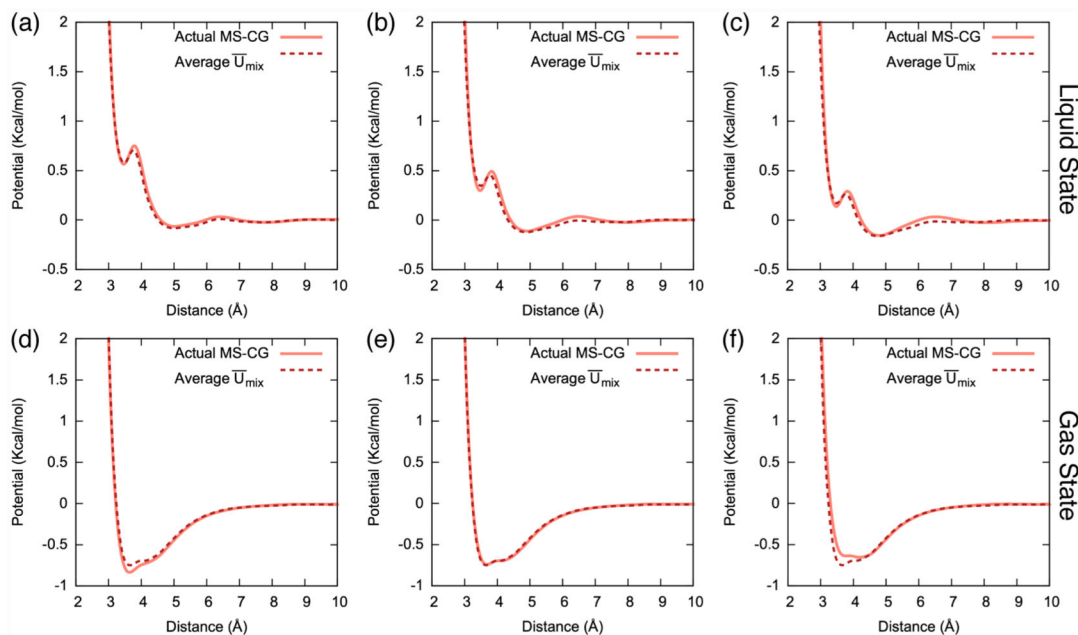 (a)
2
1.5
1
0.5
0
-0.5
Potential (Kcal/mol)
Actual MS-CG
Average U̅mix
2 3 4 5 6 7 8 9 10
Distance (Å)
(b)
2
1.5
1
0.5
0
-0.5
Potential (Kcal/mol)
Actual MS-CG
Average U̅mix
2 3 4 5 6 7 8 9 10
Distance (Å)
(c)
2
1.5
1
0.5
0
-0.5
Potential (Kcal/mol)
Actual MS-CG
Average U̅mix
2 3 4 5 6 7 8 9 10
Distance (Å)
Liquid State
(d)
2
1.5
1
0.5
0
-0.5
-1
Potential (Kcal/mol)
Actual MS-CG
Average U̅mix
2 3 4 5 6 7 8 9 10
Distance (Å)
(e)
2
1.5
1
0.5
0
-0.5
-1
Potential (Kcal/mol)
Actual MS-CG
Average U̅mix
2 3 4 5 6 7 8 9 10
Distance (Å)
(f)
2
1.5
1
0.5
0
-0.5
-1
Potential (Kcal/mol)
Actual MS-CG
Average U̅mix
2 3 4 5 6 7 8 9 10
Distance (Å)
Gas State